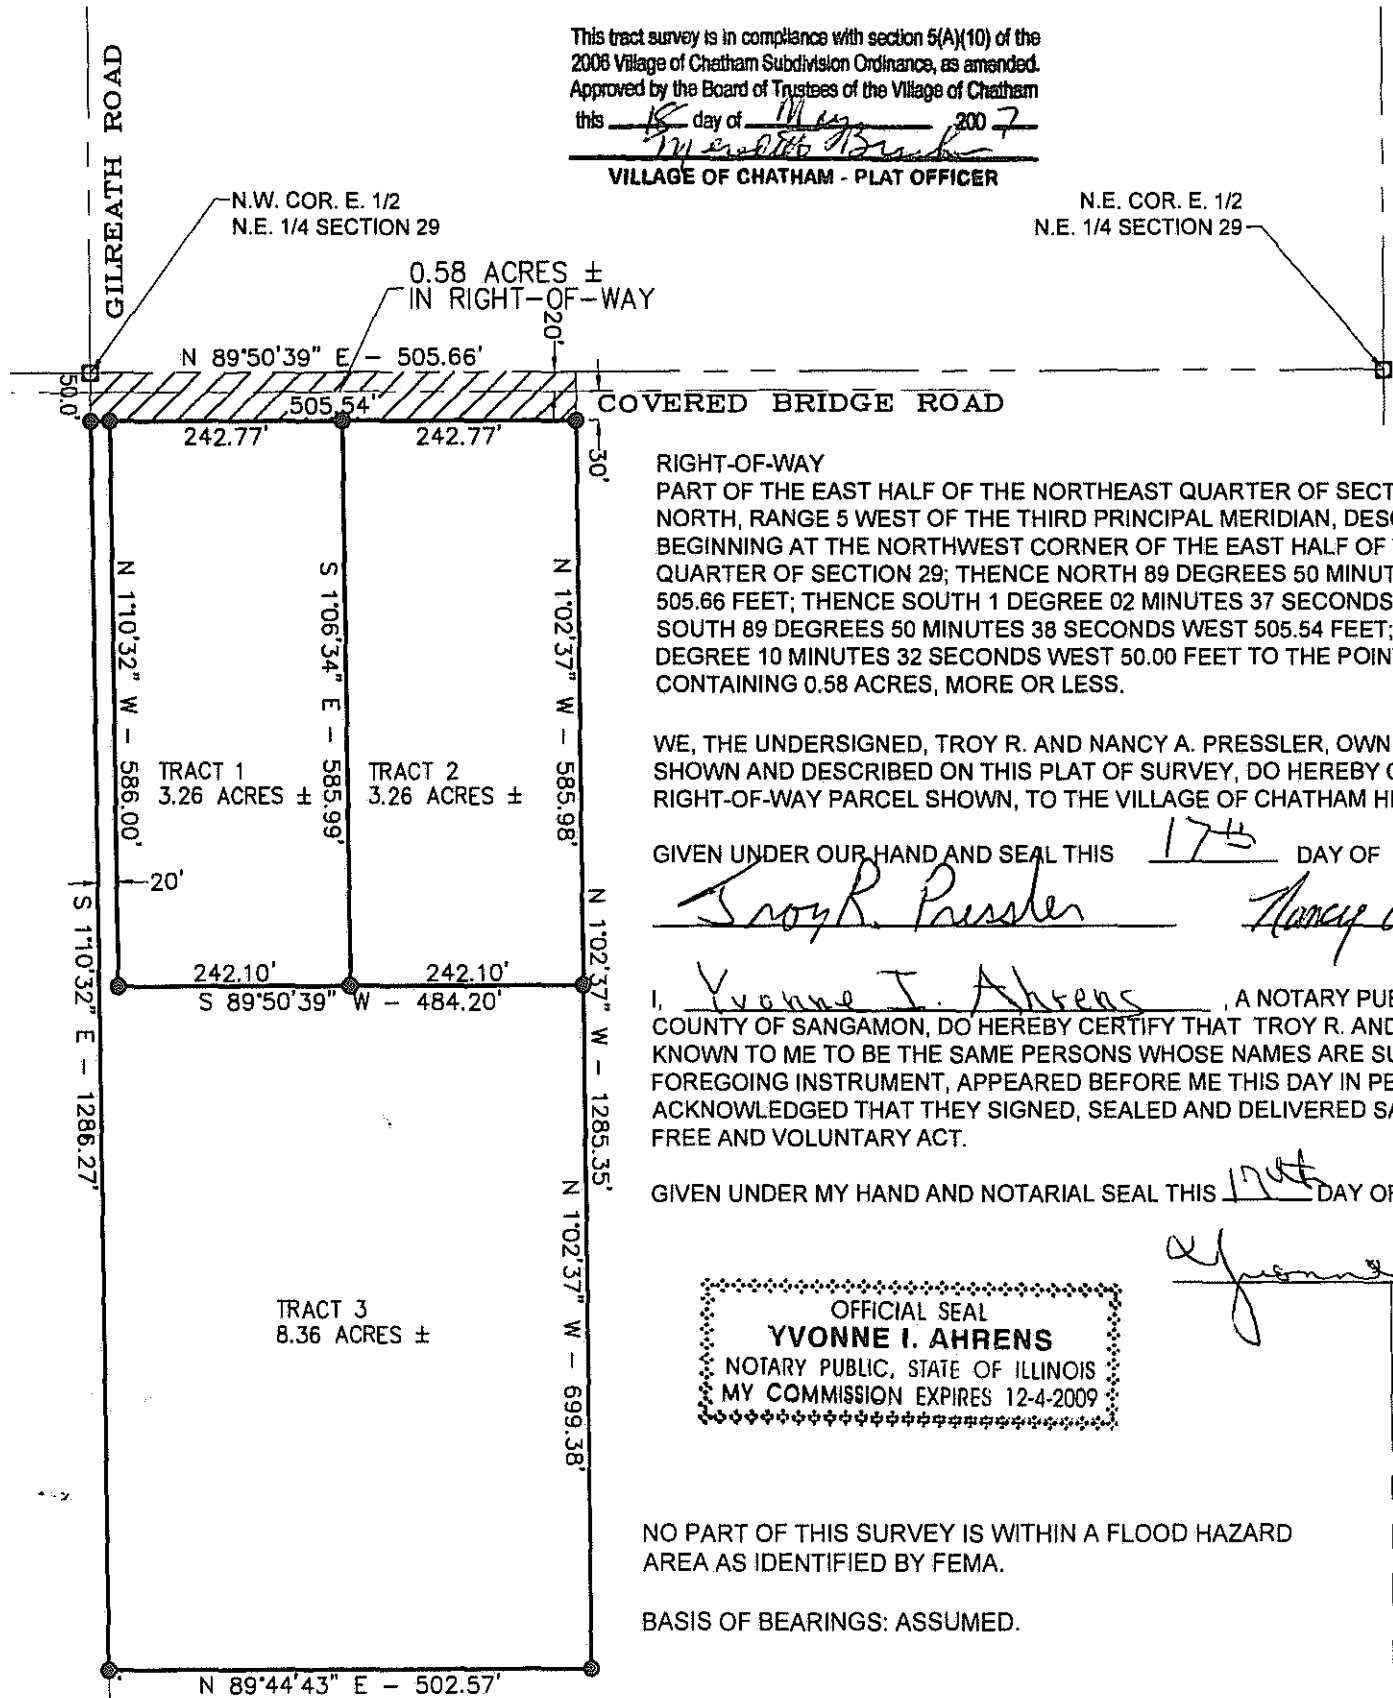 This tract survey is in compliance with section 5(A)(10) of the
2006 Village of Chatham Subdivision Ordinance, as amended.
Approved by the Board of Trustees of the Village of Chatham
this 18 day of May 2007
VILLAGE OF CHATHAM - PLAT OFFICER
GILREATH ROAD
N.W. COR. E. 1/2
N.E. 1/4 SECTION 29
N.E. COR. E. 1/2
N.E. 1/4 SECTION 29
0.58 ACRES ±
IN RIGHT-OF-WAY
20'
N 89°50'39" E - 505.66'
50.0'
505.54'
COVERED BRIDGE ROAD
242.77'
242.77'
30'
N 1°10'32" W - 586.00'
S 1°06'34" E - 585.99'
N 1°02'37" W - 585.98'
TRACT 1
3.26 ACRES ±
TRACT 2
3.26 ACRES ±
20'
S 1°10'32" E - 1286.27'
N 1°02'37" W - 1285.35'
242.10'
242.10'
S 89°50'39" W - 484.20'
N 1°02'37" W - 699.38'
TRACT 3
8.36 ACRES ±
N 89°44'43" E - 502.57'
RIGHT-OF-WAY
PART OF THE EAST HALF OF THE NORTHEAST QUARTER OF SECT
NORTH, RANGE 5 WEST OF THE THIRD PRINCIPAL MERIDIAN, DESC
BEGINNING AT THE NORTHWEST CORNER OF THE EAST HALF OF
QUARTER OF SECTION 29; THENCE NORTH 89 DEGREES 50 MINUT
505.66 FEET; THENCE SOUTH 1 DEGREE 02 MINUTES 37 SECONDS
SOUTH 89 DEGREES 50 MINUTES 38 SECONDS WEST 505.54 FEET;
DEGREE 10 MINUTES 32 SECONDS WEST 50.00 FEET TO THE POIN
CONTAINING 0.58 ACRES, MORE OR LESS.
WE, THE UNDERSIGNED, TROY R. AND NANCY A. PRESSLER, OWN
SHOWN AND DESCRIBED ON THIS PLAT OF SURVEY, DO HEREBY
RIGHT-OF-WAY PARCEL SHOWN, TO THE VILLAGE OF CHATHAM HE
GIVEN UNDER OUR HAND AND SEAL THIS 17th DAY OF
Troy R. Pressler Nancy
I, Yvonne I. Ahrens, A NOTARY PUB
COUNTY OF SANGAMON, DO HEREBY CERTIFY THAT TROY R. AND
KNOWN TO ME TO BE THE SAME PERSONS WHOSE NAMES ARE SU
FOREGOING INSTRUMENT, APPEARED BEFORE ME THIS DAY IN PE
ACKNOWLEDGED THAT THEY SIGNED, SEALED AND DELIVERED SA
FREE AND VOLUNTARY ACT.
GIVEN UNDER MY HAND AND NOTARIAL SEAL THIS 17th DAY OF
Yvonne
OFFICIAL SEAL
YVONNE I. AHRENS
NOTARY PUBLIC, STATE OF ILLINOIS
MY COMMISSION EXPIRES 12-4-2009
NO PART OF THIS SURVEY IS WITHIN A FLOOD HAZARD
AREA AS IDENTIFIED BY FEMA.
BASIS OF BEARINGS: ASSUMED.